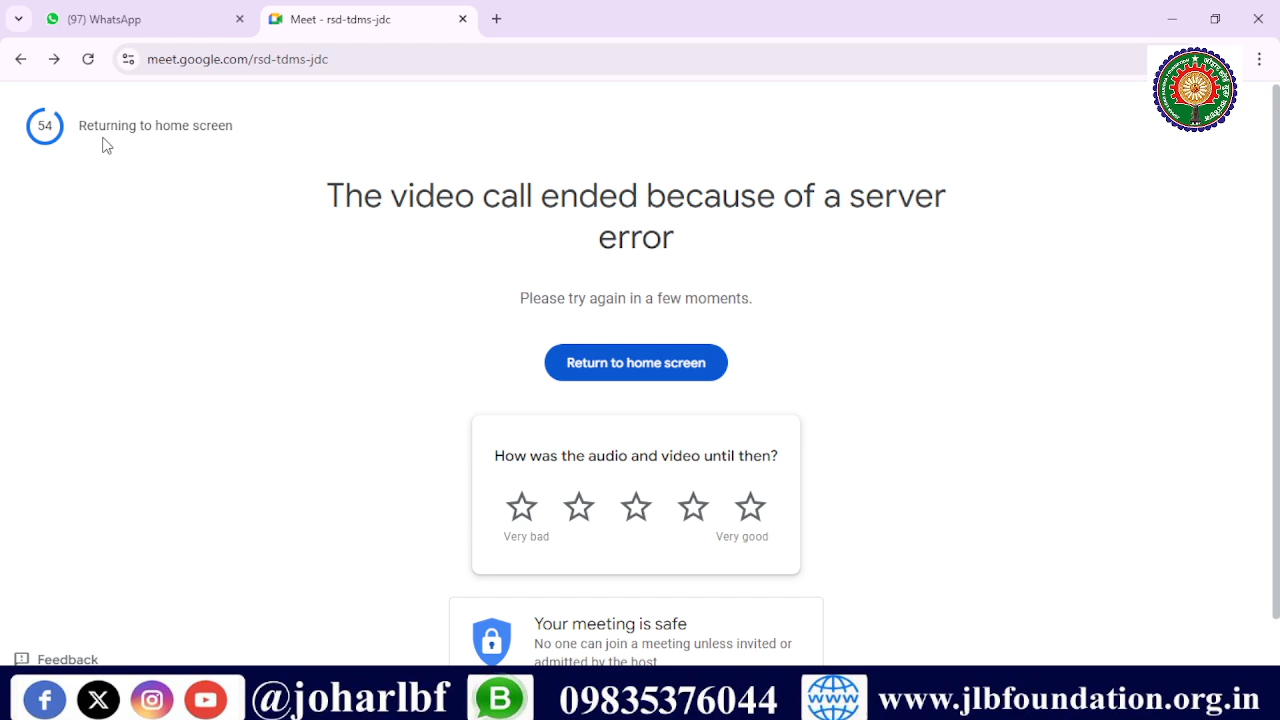 (97) WhatsApp
Meet - rsd-tdms-jdc
meet.google.com/rsd-tdms-jdc
54
Returning to home screen
The video call ended because of a server
error
Please try again in a few moments.
Return to home screen
How was the audio and video until then?
Very bad
Very good
Your meeting is safe
No one can join a meeting unless invited or
admitted by the host
Feedback
@joharlbf
B
09835376044
www
www.jlbfoundation.org.in